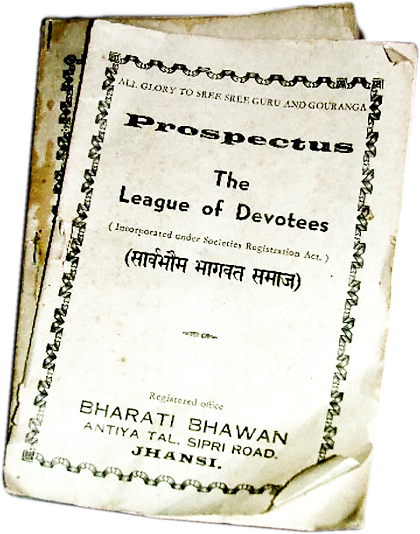 ALL GLORY TO SREE SREE GURU AND GOURANGA
Prospectus
The
League of Devotees
( Incorporated under Societies Registration Act. )
(सार्वभौम भागवत समाज)
Registered office
BHARATI BHAWAN
ANTIYA TAL, SIPRI ROAD.
JHANSI.